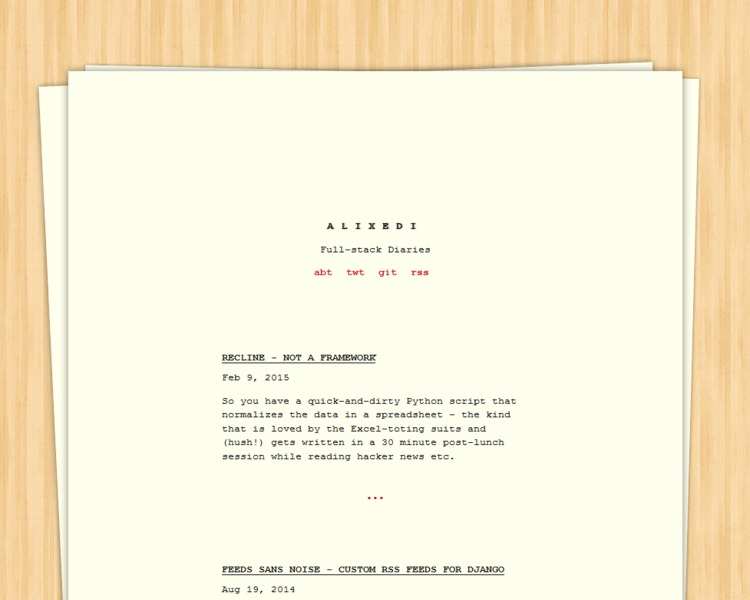 A L I X E D I
Full-stack Diaries
abt twt git rss
RECLINE - NOT A FRAMEWORK
Feb 9, 2015
So you have a quick-and-dirty Python script that
normalizes the data in a spreadsheet - the kind
that is loved by the Excel-toting suits and
(hush!) gets written in a 30 minute post-lunch
session while reading hacker news etc.
...
FEEDS SANS NOISE - CUSTOM RSS FEEDS FOR DJANGO
Aug 19, 2014